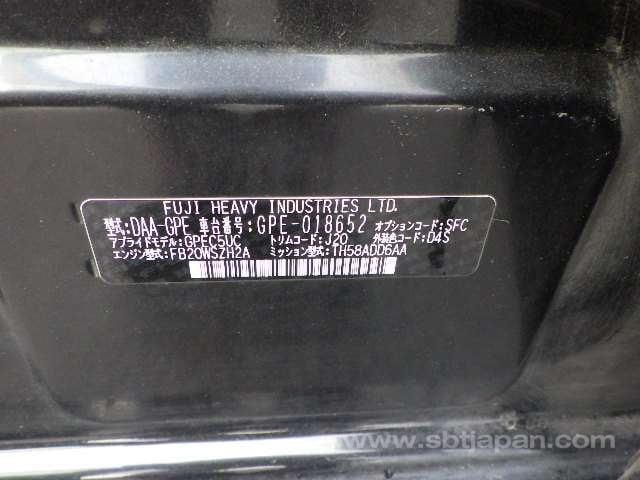 FUJI HEAVY INDUSTRIES LTD.
型式:DAA-GPE 車台番号:GPE-018652 オプションコード:SFC
アプライドモデル:GPEC5UC トリムコード:J20 外装色コード:D4S
エンジン型式:FB20WSZH2A ミッション型式:TH58ADD6AA
www.sbtjapan.com